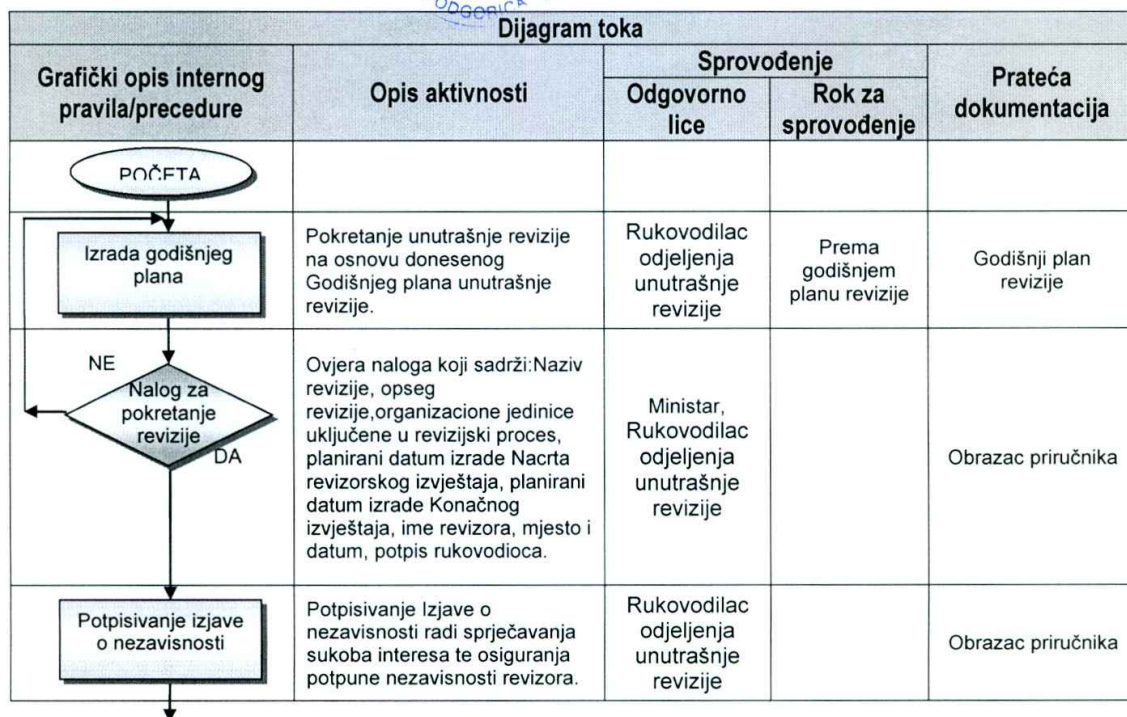 ODGORICA
Dijagram toka
Grafički opis internog
pravila/precedure
Opis aktivnosti
Sprovođenje
Odgovorno
lice
Rok za
sprovođenje
Prateća
dokumentacija
POČETA
Izrada godišnjeg
plana
Pokretanje unutrašnje revizije
na osnovu donesenog
Godišnjeg plana unutrašnje
revizije.
Rukovodilac
odjeljenja
unutrašnje
revizije
Prema
godišnjem
planu revizije
Godišnji plan
revizije
NE
Nalog za
pokretanje
revizije
DA
Ovjera naloga koji sadrži:Naziv
revizije, opseg
revizije,organizacione jedinice
uključene u revizijski proces,
planirani datum izrade Nacrta
revizorskog izvještaja, planirani
datum izrade Konačnog
izvještaja, ime revizora, mjesto i
datum, potpis rukovodioca.
Ministar,
Rukovodilac
odjeljenja
unutrašnje
revizije
Obrazac priručnika
Potpisivanje izjave
o nezavisnosti
Potpisivanje Izjave o
nezavisnosti radi sprječavanja
sukoba interesa te osiguranja
potpune nezavisnosti revizora.
Rukovodilac
odjeljenja
unutrašnje
revizije
Obrazac priručnika